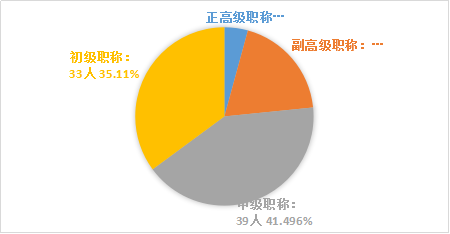 正高级职称…
副高级职称：…
初级职称：
33人 35.11%
中级职称：
39人 41.496%